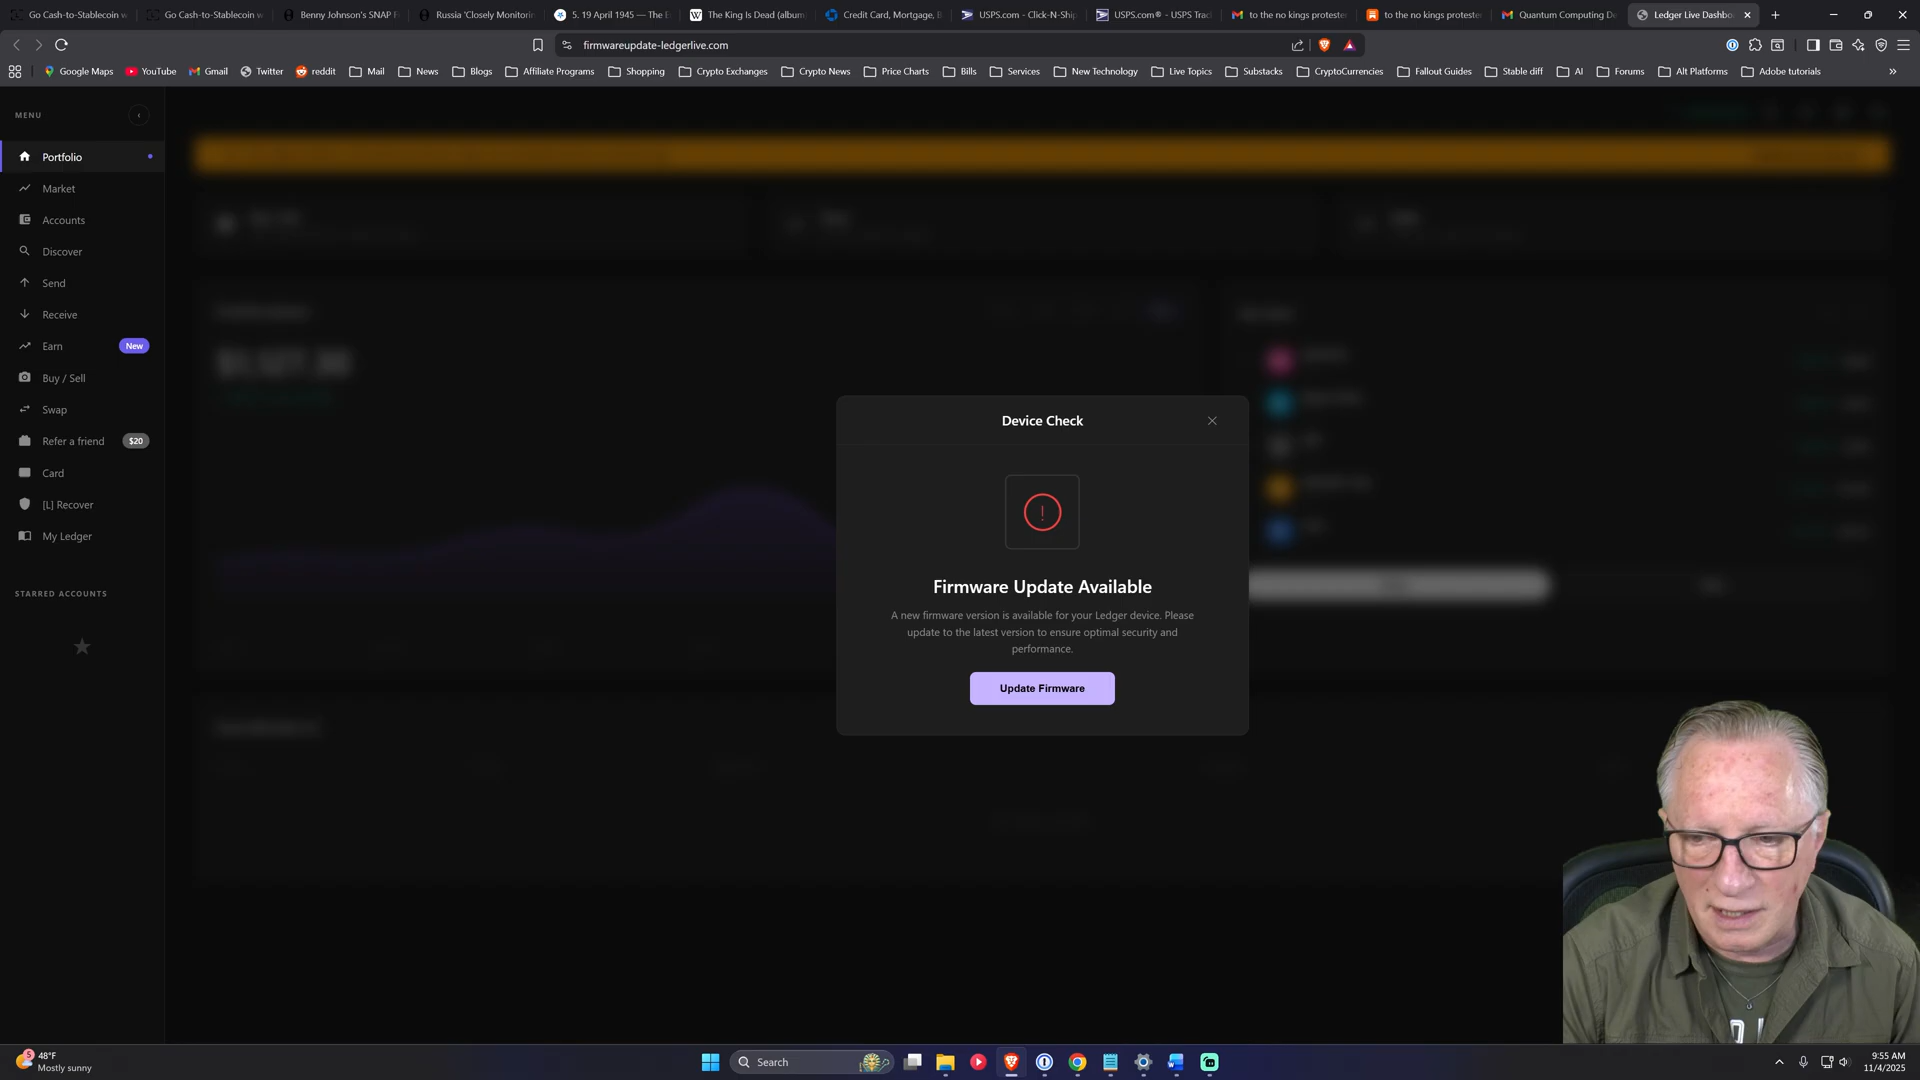 Go Cash-to-Stablecoin w
Go Cash-to-Stablecoin w
Benny Johnson's SNAP F
Russia 'Closely Monitorin
5. 19 April 1945 — The E
The King Is Dead (album
Credit Card, Mortgage, B
USPS.com - Click-N-Ship
USPS.com® - USPS Trac
to the no kings protester
to the no kings protester
Quantum Computing De
Ledger Live Dashbo
firmwareupdate-ledgerlive.com
Google Maps
YouTube
Gmail
Twitter
reddit
Mail
News
Blogs
Affiliate Programs
Shopping
Crypto Exchanges
Crypto News
Price Charts
Bills
Services
New Technology
Live Topics
Substacks
CryptoCurrencies
Fallout Guides
Stable diff
AI
Forums
Alt Platforms
Adobe tutorials
MENU
Portfolio
Market
Accounts
Discover
Send
Receive
Earn New
Buy / Sell
Swap
Refer a friend $20
Card
[L] Recover
My Ledger
STARRED ACCOUNTS
Device Check
Firmware Update Available
A new firmware version is available for your Ledger device. Please
update to the latest version to ensure optimal security and
performance.
Update Firmware
5
48°F
Mostly sunny
Search
9:55 AM
11/4/2025